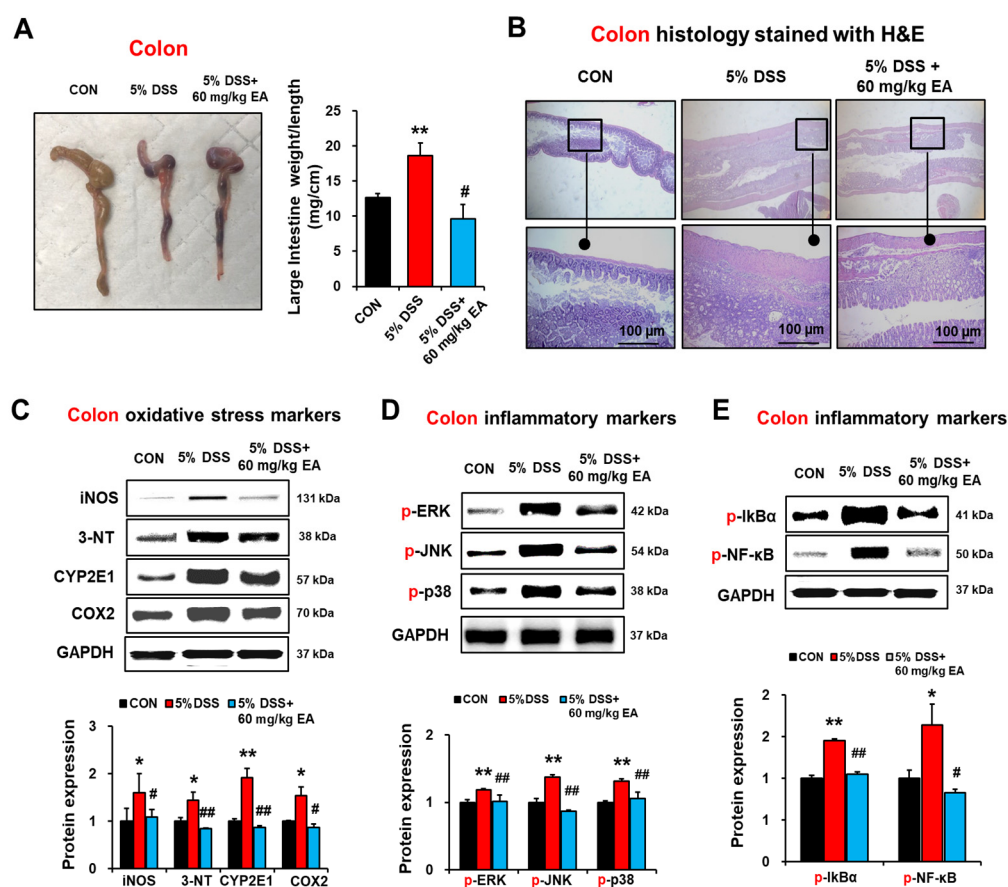 A
Colon
CON
5% DSS
5% DSS+
60 mg/kg EA
Large Intestine weight/length
(mg/cm)
25
20
15
10
5
0
**
#
CON
5% DSS
5% DSS+
60 mg/kg EA
B
Colon histology stained with H&E
CON
5% DSS
5% DSS +
60 mg/kg EA
100 μm
100 μm
100 μm
C
Colon oxidative stress markers
CON
5% DSS
5% DSS+
60 mg/kg EA
iNOS
131 kDa
3-NT
38 kDa
CYP2E1
57 kDa
COX2
70 kDa
GAPDH
37 kDa
CON
5%DSS
5% DSS+
60 mg/kg EA
Protein expression
3
2
1
0
*
#
*
##
**
##
*
#
iNOS
3-NT
CYP2E1
COX2
D
Colon inflammatory markers
CON
5% DSS
5% DSS+
60 mg/kg EA
p-ERK
42 kDa
p-JNK
54 kDa
p-p38
38 kDa
GAPDH
37 kDa
CON
5%DSS
5% DSS+
60 mg/kg EA
Protein expression
2
1
0
**
##
**
##
**
##
p-ERK
p-JNK
p-p38
E
Colon inflammatory markers
CON
5% DSS
5% DSS+
60 mg/kg EA
p-IkBα
41 kDa
p-NF-κB
50 kDa
GAPDH
37 kDa
CON
5%DSS
5% DSS+
60 mg/kg EA
Protein expression
2
2
1
1
0
**
##
*
#
p-IkBα
p-NF-κB